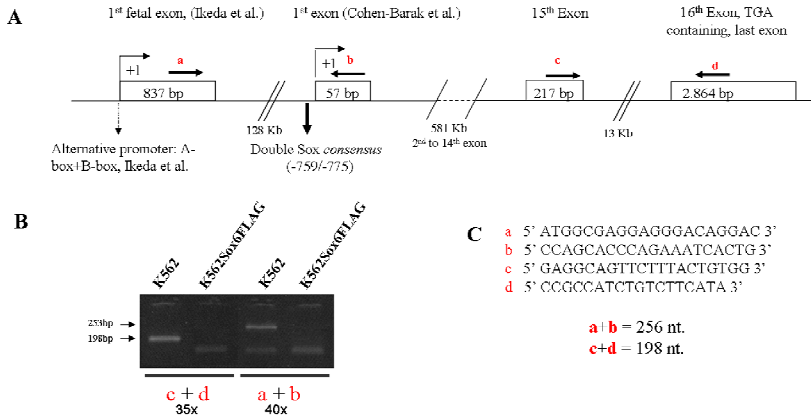 A
1st fetal exon, (Ikeda et al.)
1st exon (Cohen-Barak et al.)
15th Exon
16th Exon, TGA
containing, last exon
+1
a
+1
b
c
d
837 bp
57 bp
217 bp
2.864 bp
128 Kb
581 Kb
2nd to 14th exon
13 Kb
Alternative promoter: A-
box+B-box, Ikeda et al.
Double Sox consensus
(-759/-775)
B
K562
K562Sox6FLAG
K562
K562Sox6FLAG
253bp
198bp
c + d
35x
a + b
40x
C
a 5’ ATGGCGAGGAGGGACAGGAC 3’
b 5’ CCAGCACCCAGAAATCACTG 3’
c 5’ GAGGCAGTTCTTTACTGTGG 3’
d 5’ CCGCCATCTGTCTTCATA 3’
a+b = 256 nt.
c+d = 198 nt.